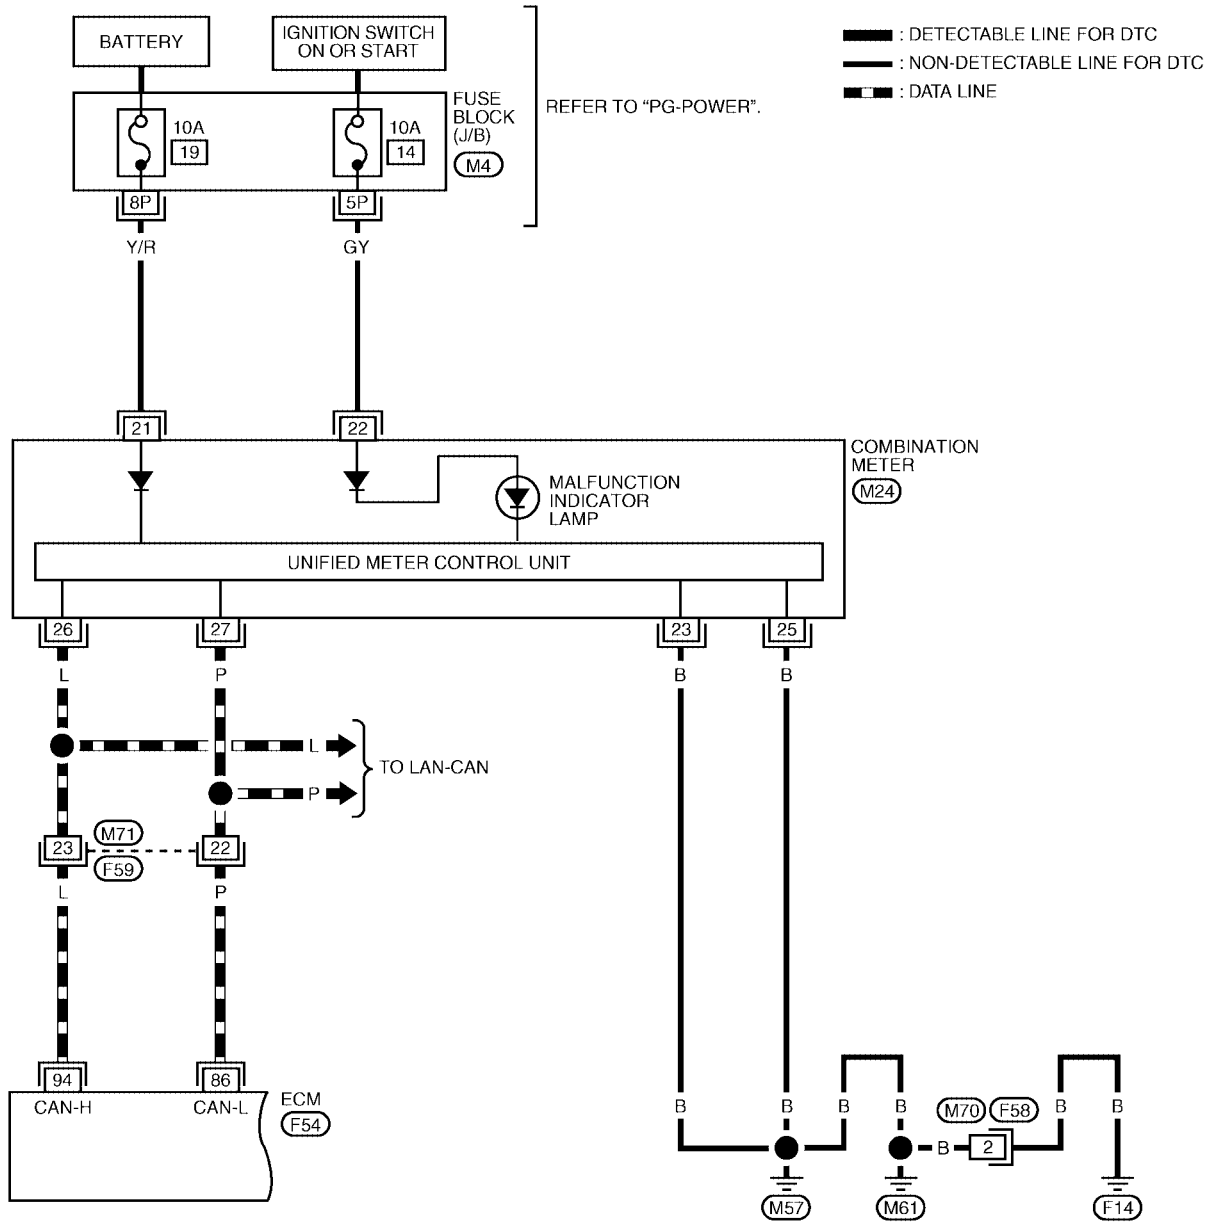 BATTERY
IGNITION SWITCH
ON OR START
: DETECTABLE LINE FOR DTC
: NON-DETECTABLE LINE FOR DTC
: DATA LINE
FUSE
BLOCK
(J/B)
M4
REFER TO “PG-POWER”.
10A
19
10A
14
8P
5P
Y/R
GY
21
22
COMBINATION
METER
M24
MALFUNCTION
INDICATOR
LAMP
UNIFIED METER CONTROL UNIT
26
27
23
25
L
P
B
B
L
TO LAN-CAN
P
23
M71
F59
22
L
P
94
86
CAN-H
CAN-L
ECM
F54
B
B
B
B
M70
F58
B
B
B
2
M57
M61
F14